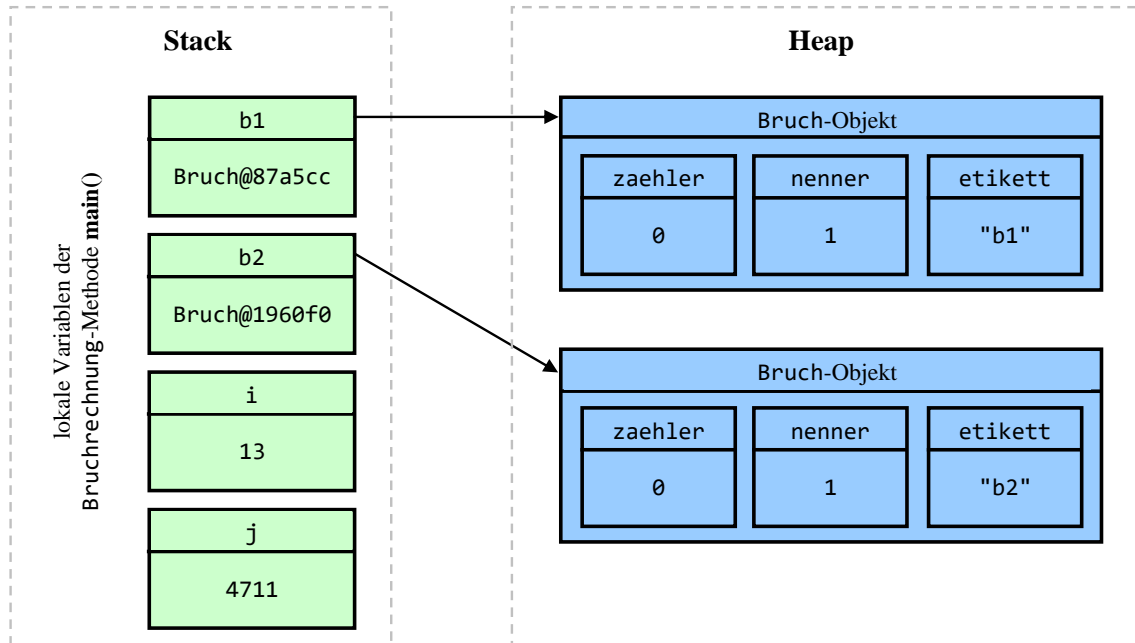 Stack
lokale Variablen der
Bruchrechnung-Methode main()
b1
Bruch@87a5cc
b2
Bruch@1960f0
i
13
j
4711
Heap
Bruch-Objekt
zaehler nenner etikett
0 1 "b1"
Bruch-Objekt
zaehler nenner etikett
0 1 "b2"